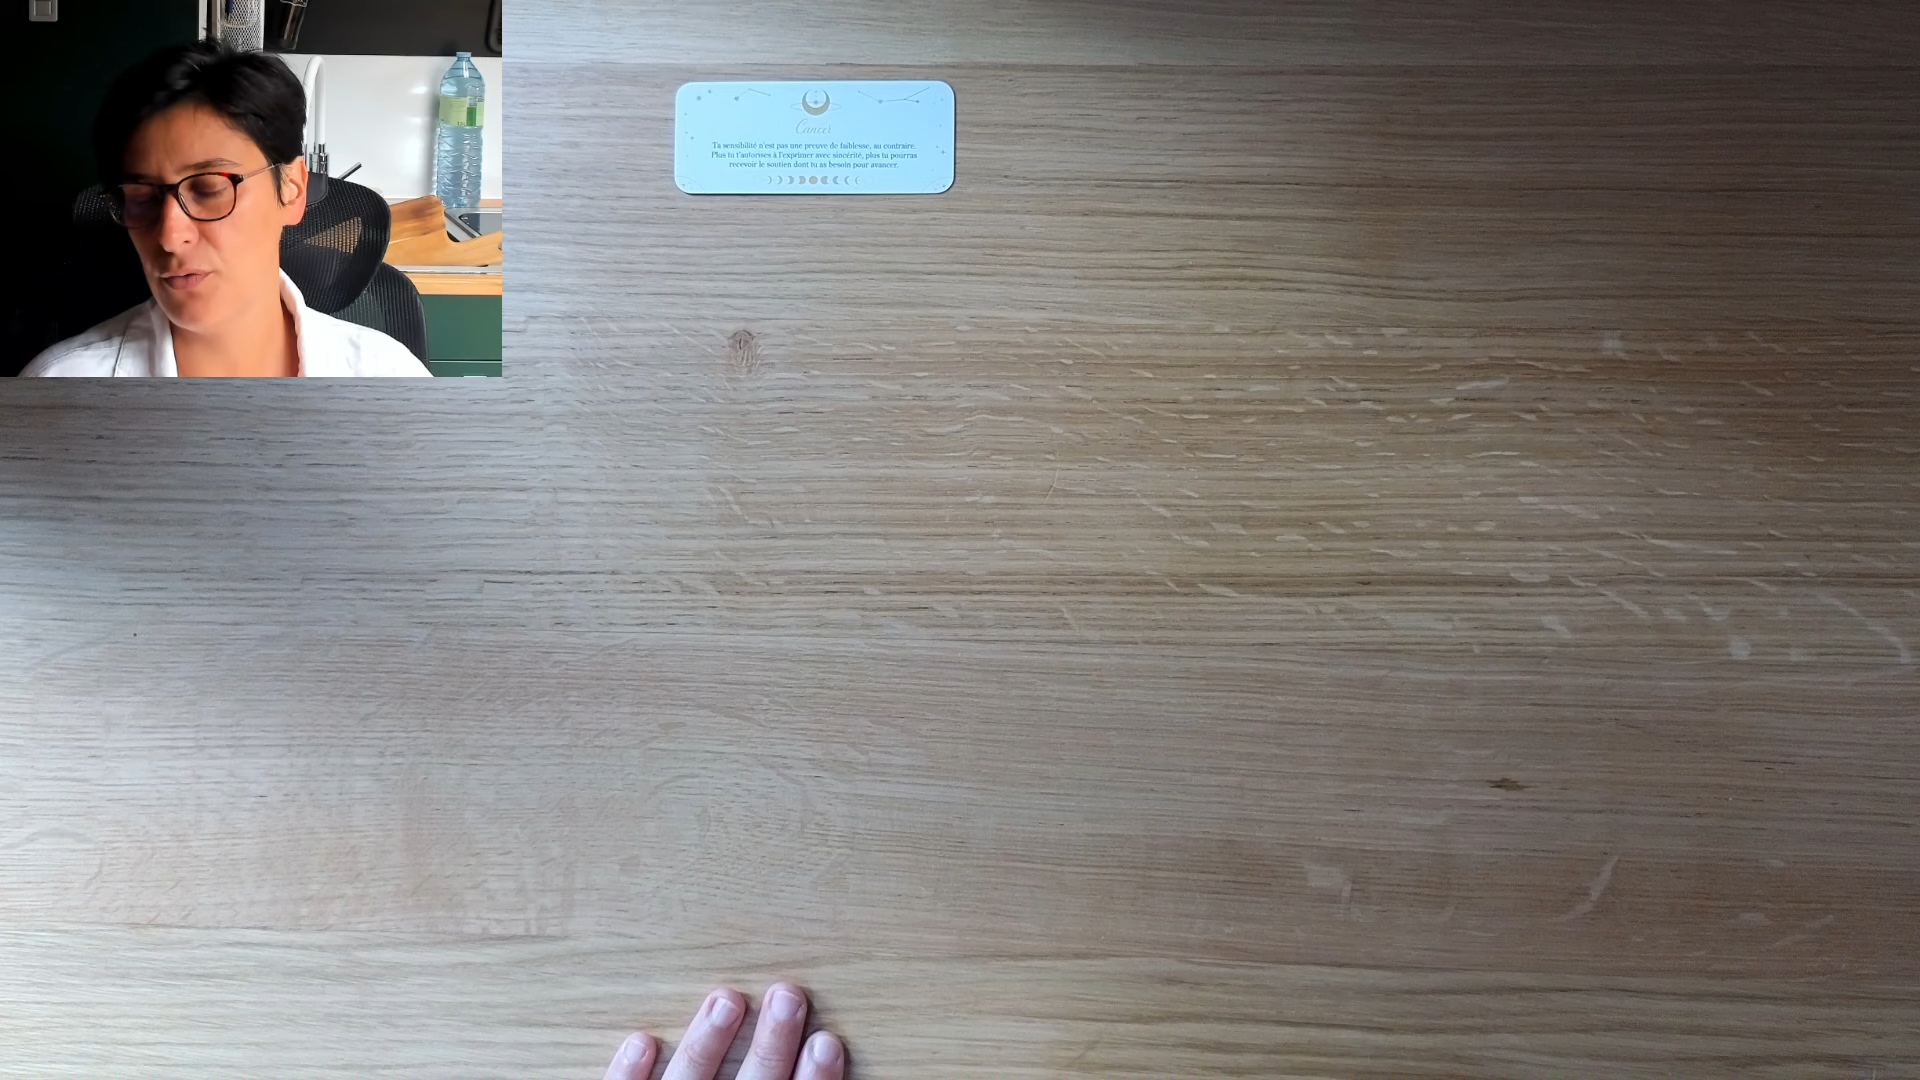 Cancer
Ta sensibilité n'est pas une preuve de faiblesse, au contraire.
Plus tu t'autorises à l'exprimer avec sincérité, plus tu pourras
recevoir le soutien dont tu as besoin pour avancer.